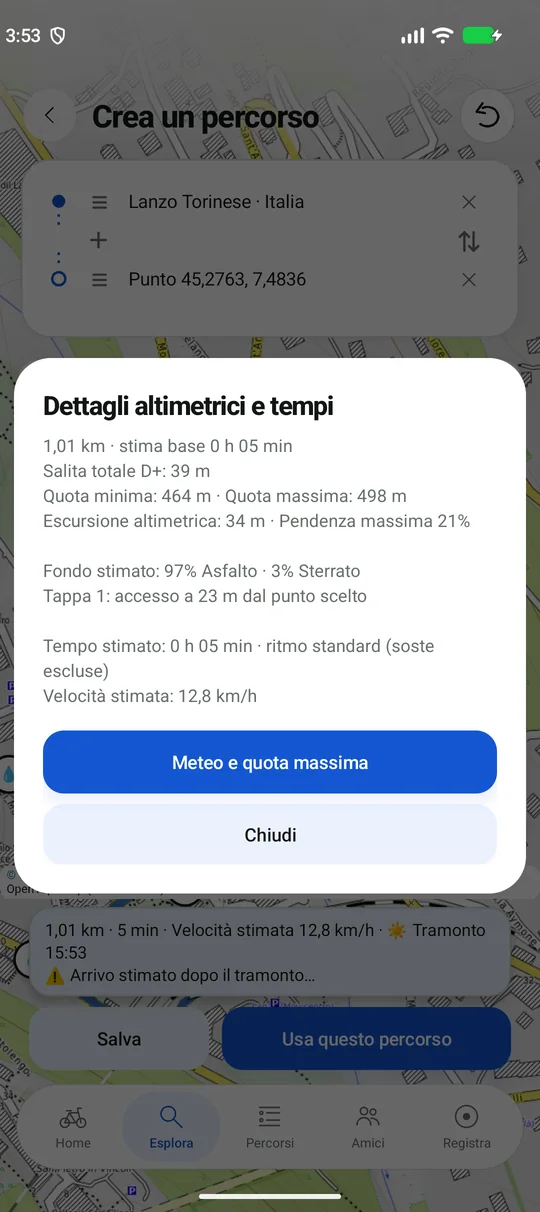 3:53
Crea un percorso
Lanzo Torinese · Italia
Punto 45,2763, 7,4836
Dettagli altimetrici e tempi
1,01 km · stima base 0 h 05 min
Salita totale D+: 39 m
Quota minima: 464 m · Quota massima: 498 m
Escursione altimetrica: 34 m · Pendenza massima 21%
Fondo stimato: 97% Asfalto · 3% Sterrato
Tappa 1: accesso a 23 m dal punto scelto
Tempo stimato: 0 h 05 min · ritmo standard (soste
escluse)
Velocità stimata: 12,8 km/h
Meteo e quota massima
Chiudi
©
Open
1,01 km · 5 min · Velocità stimata 12,8 km/h · ☀️ Tramonto
15:53
⚠️ Arrivo stimato dopo il tramonto...
Salva
Usa questo percorso
Home
Esplora
Percorsi
Amici
Registra